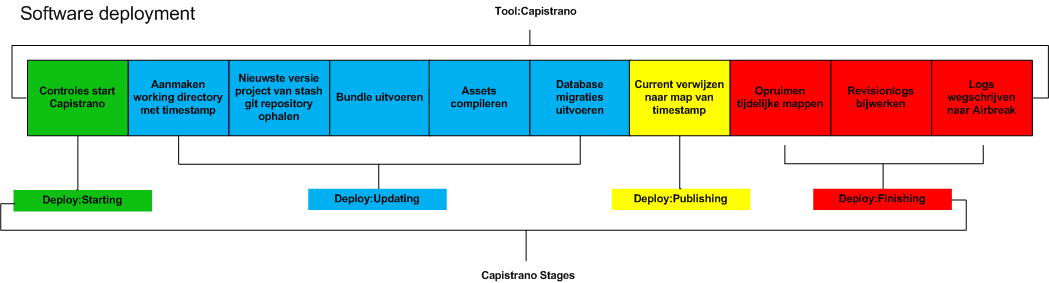 Software deployment
Tool:Capistrano
Controles start
Capistrano
Aanmaken
working directory
met timestamp
Nieuwste versie
project van stash
git repository
ophalen
Bundle uitvoeren
Assets
compileren
Database
migraties
uitvoeren
Current verwijzen
naar map van
timestamp
Opruimen
tijdelijke mappen
Revisionlogs
bijwerken
Logs
wegschrijven
naar Airbreak
Deploy:Starting
Deploy:Updating
Deploy:Publishing
Deploy:Finishing
Capistrano Stages